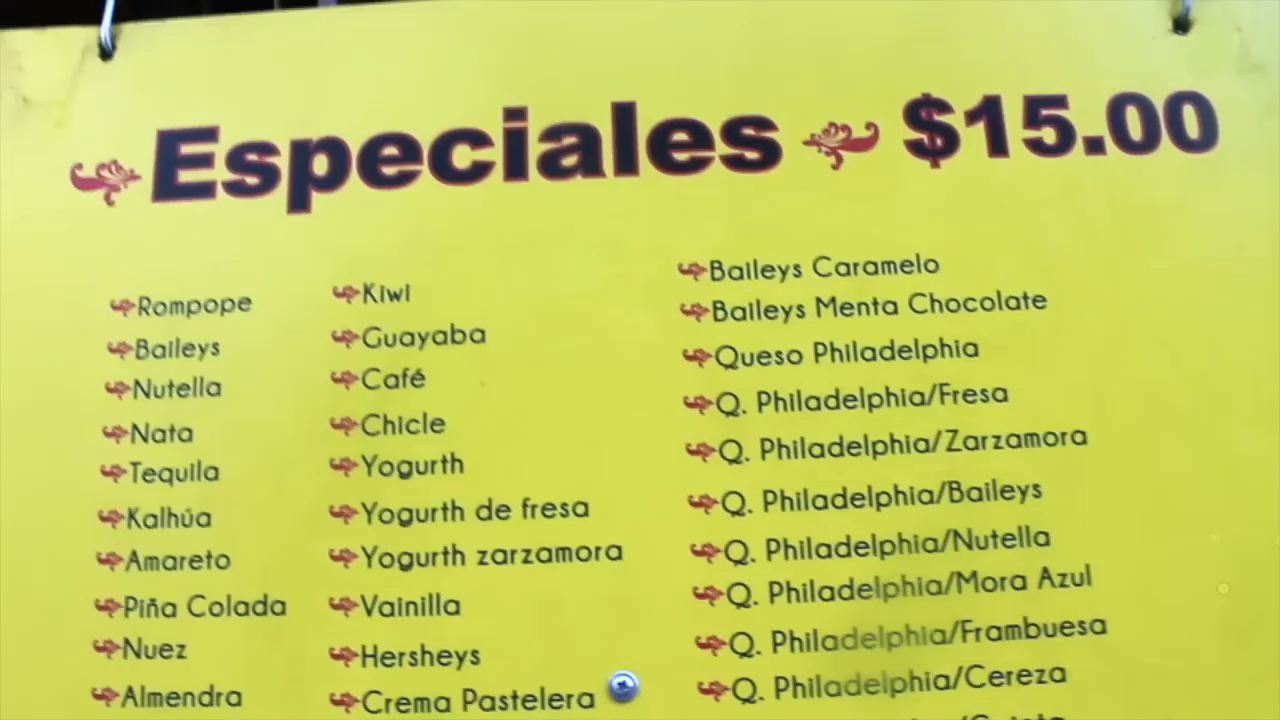 Especiales $15.00
Rompope
Baileys
Nutella
Nata
Tequila
Kalhúa
Amareto
Piña Colada
Nuez
Almendra
Kiwi
Guayaba
Café
Chicle
Yogurth
Yogurth de fresa
Yogurth zarzamora
Vainilla
Hersheys
Crema Pastelera
Baileys Caramelo
Baileys Menta Chocolate
Queso Philadelphia
Q. Philadelphia/Fresa
Q. Philadelphia/Zarzamora
Q. Philadelphia/Baileys
Q. Philadelphia/Nutella
Q. Philadelphia/Mora Azul
Q. Philadelphia/Frambuesa
Q. Philadelphia/Cereza